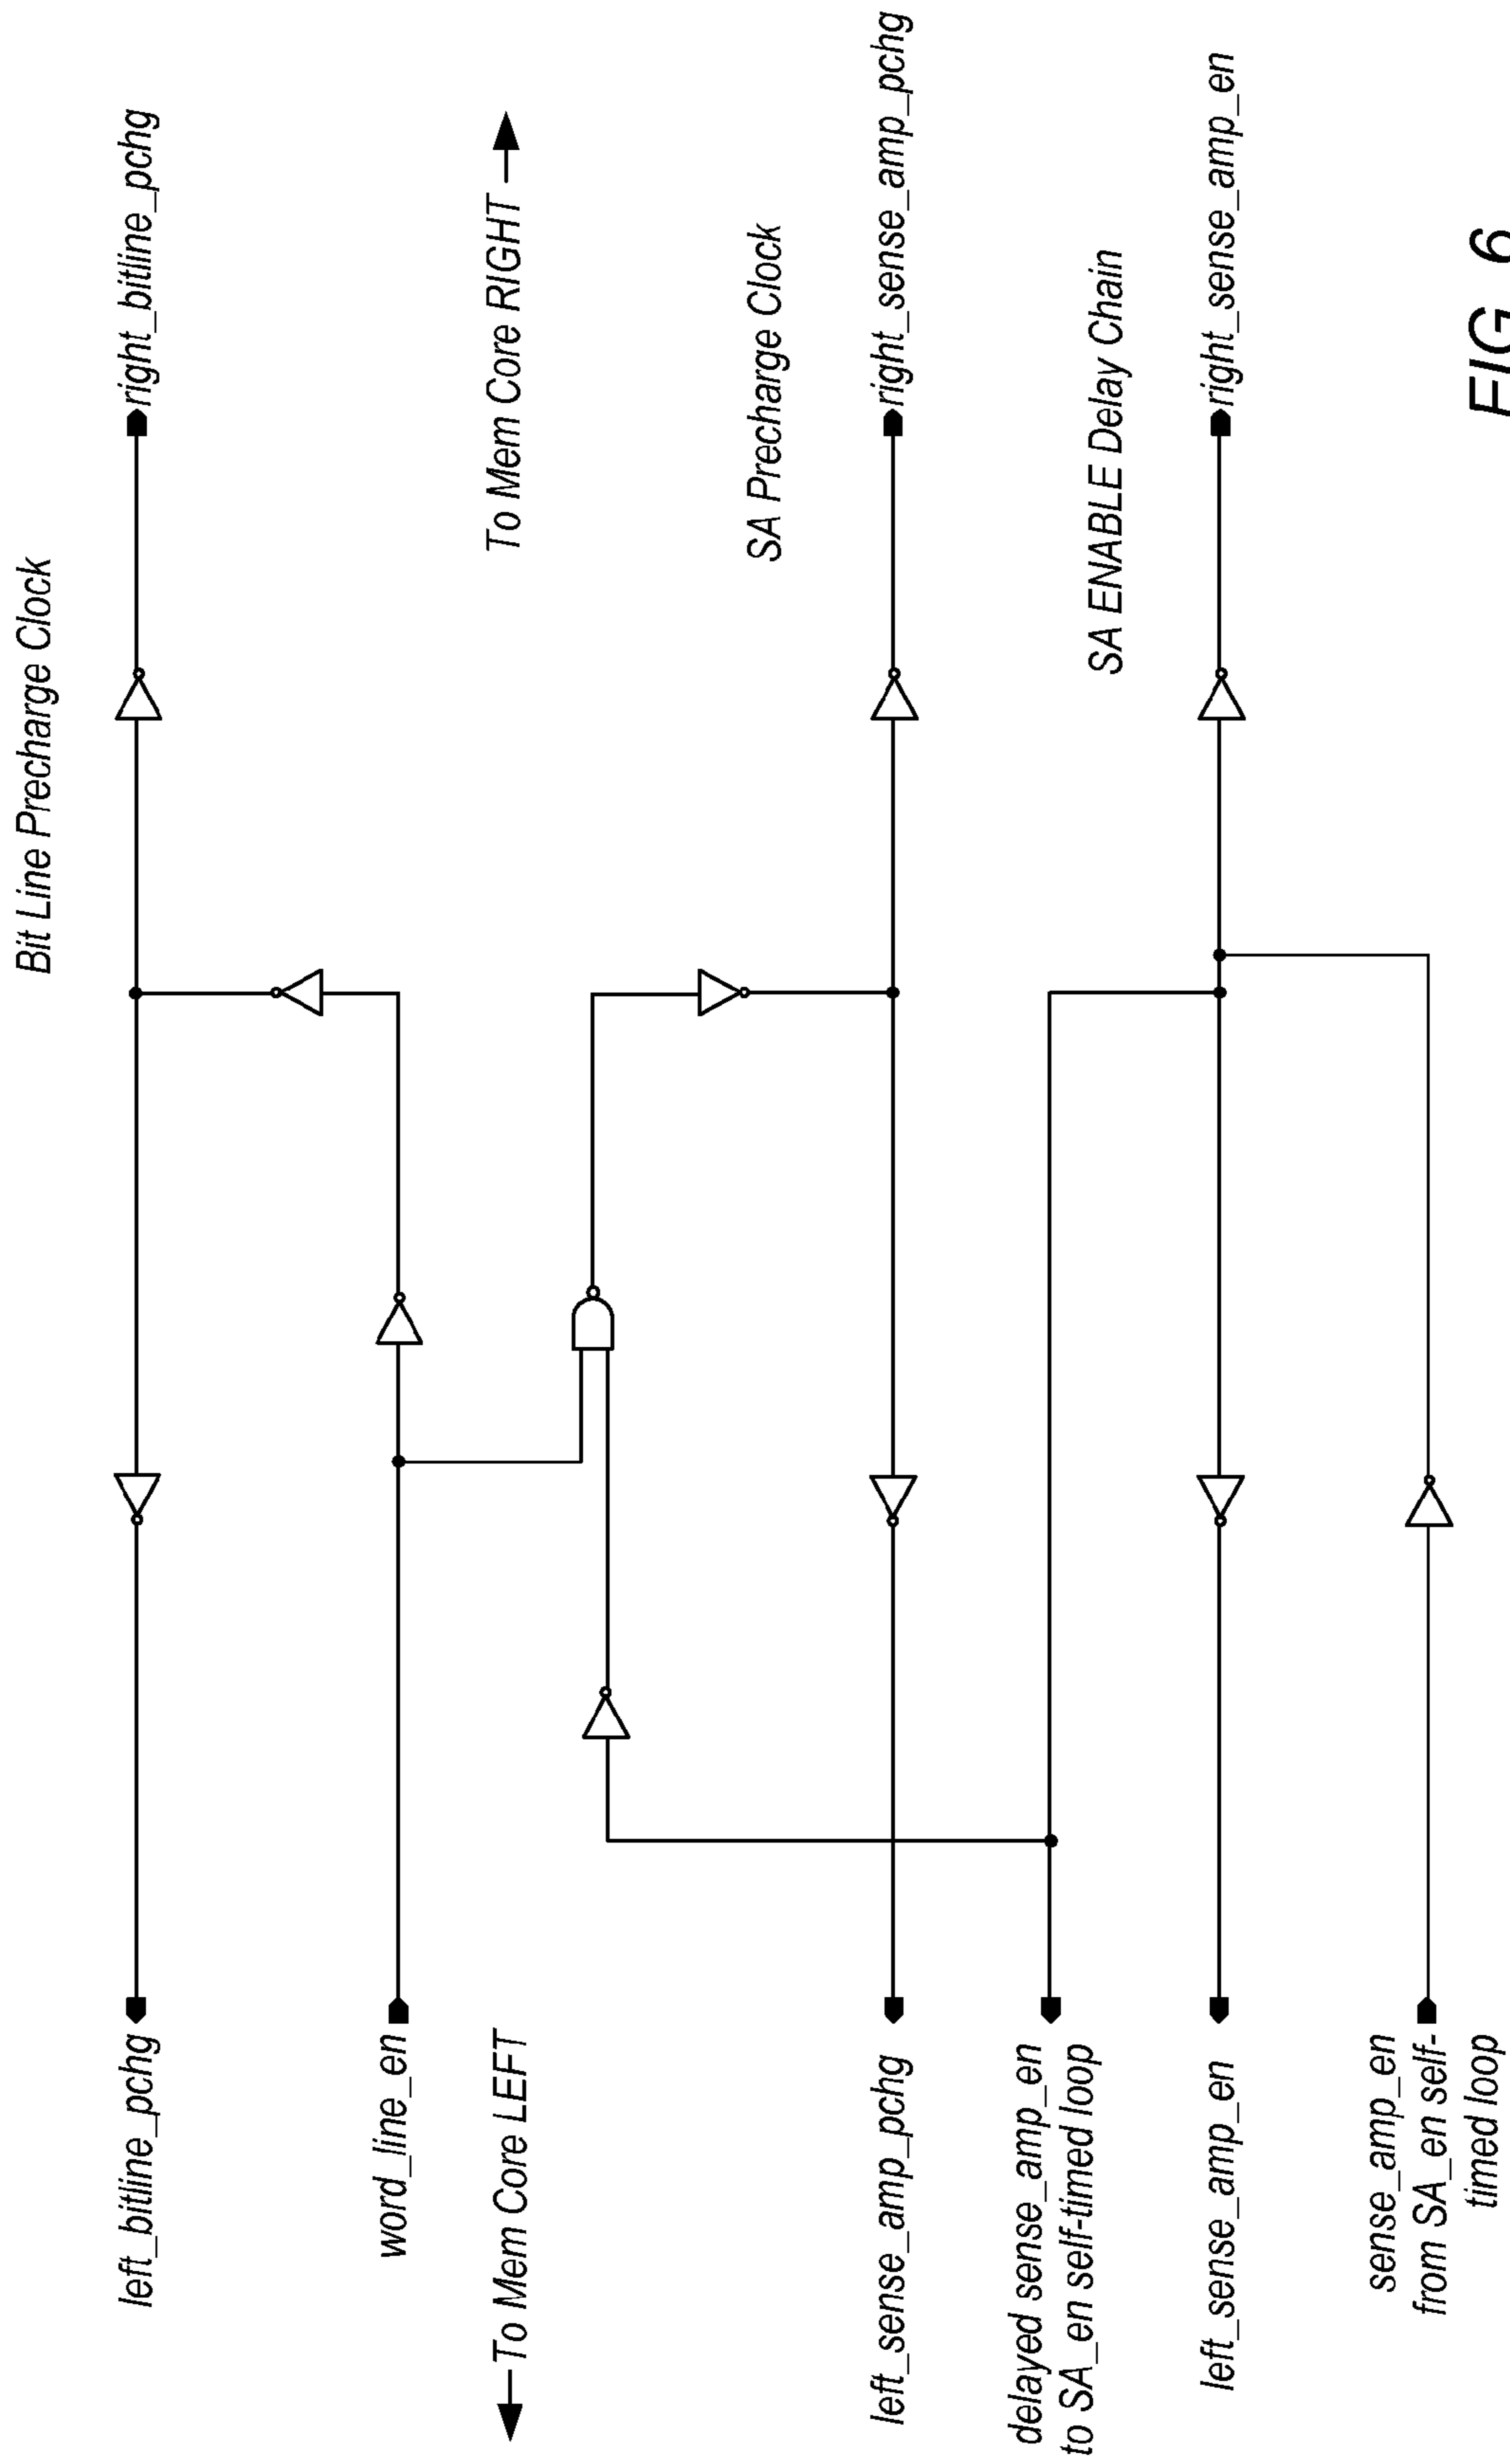 Bit Line Precharge Clock
left_bitline_pchg
right_bitline_pchg
word_line_en
To Mem Core LEFT
To Mem Core RIGHT
SA Precharge Clock
left_sense_amp_pchg
right_sense_amp_pchg
delayed sense_amp_en
to SA_en self-timed loop
SA ENABLE Delay Chain
left_sense_amp_en
right_sense_amp_en
sense_amp_en
from SA_en self-
timed loop
FIG 6